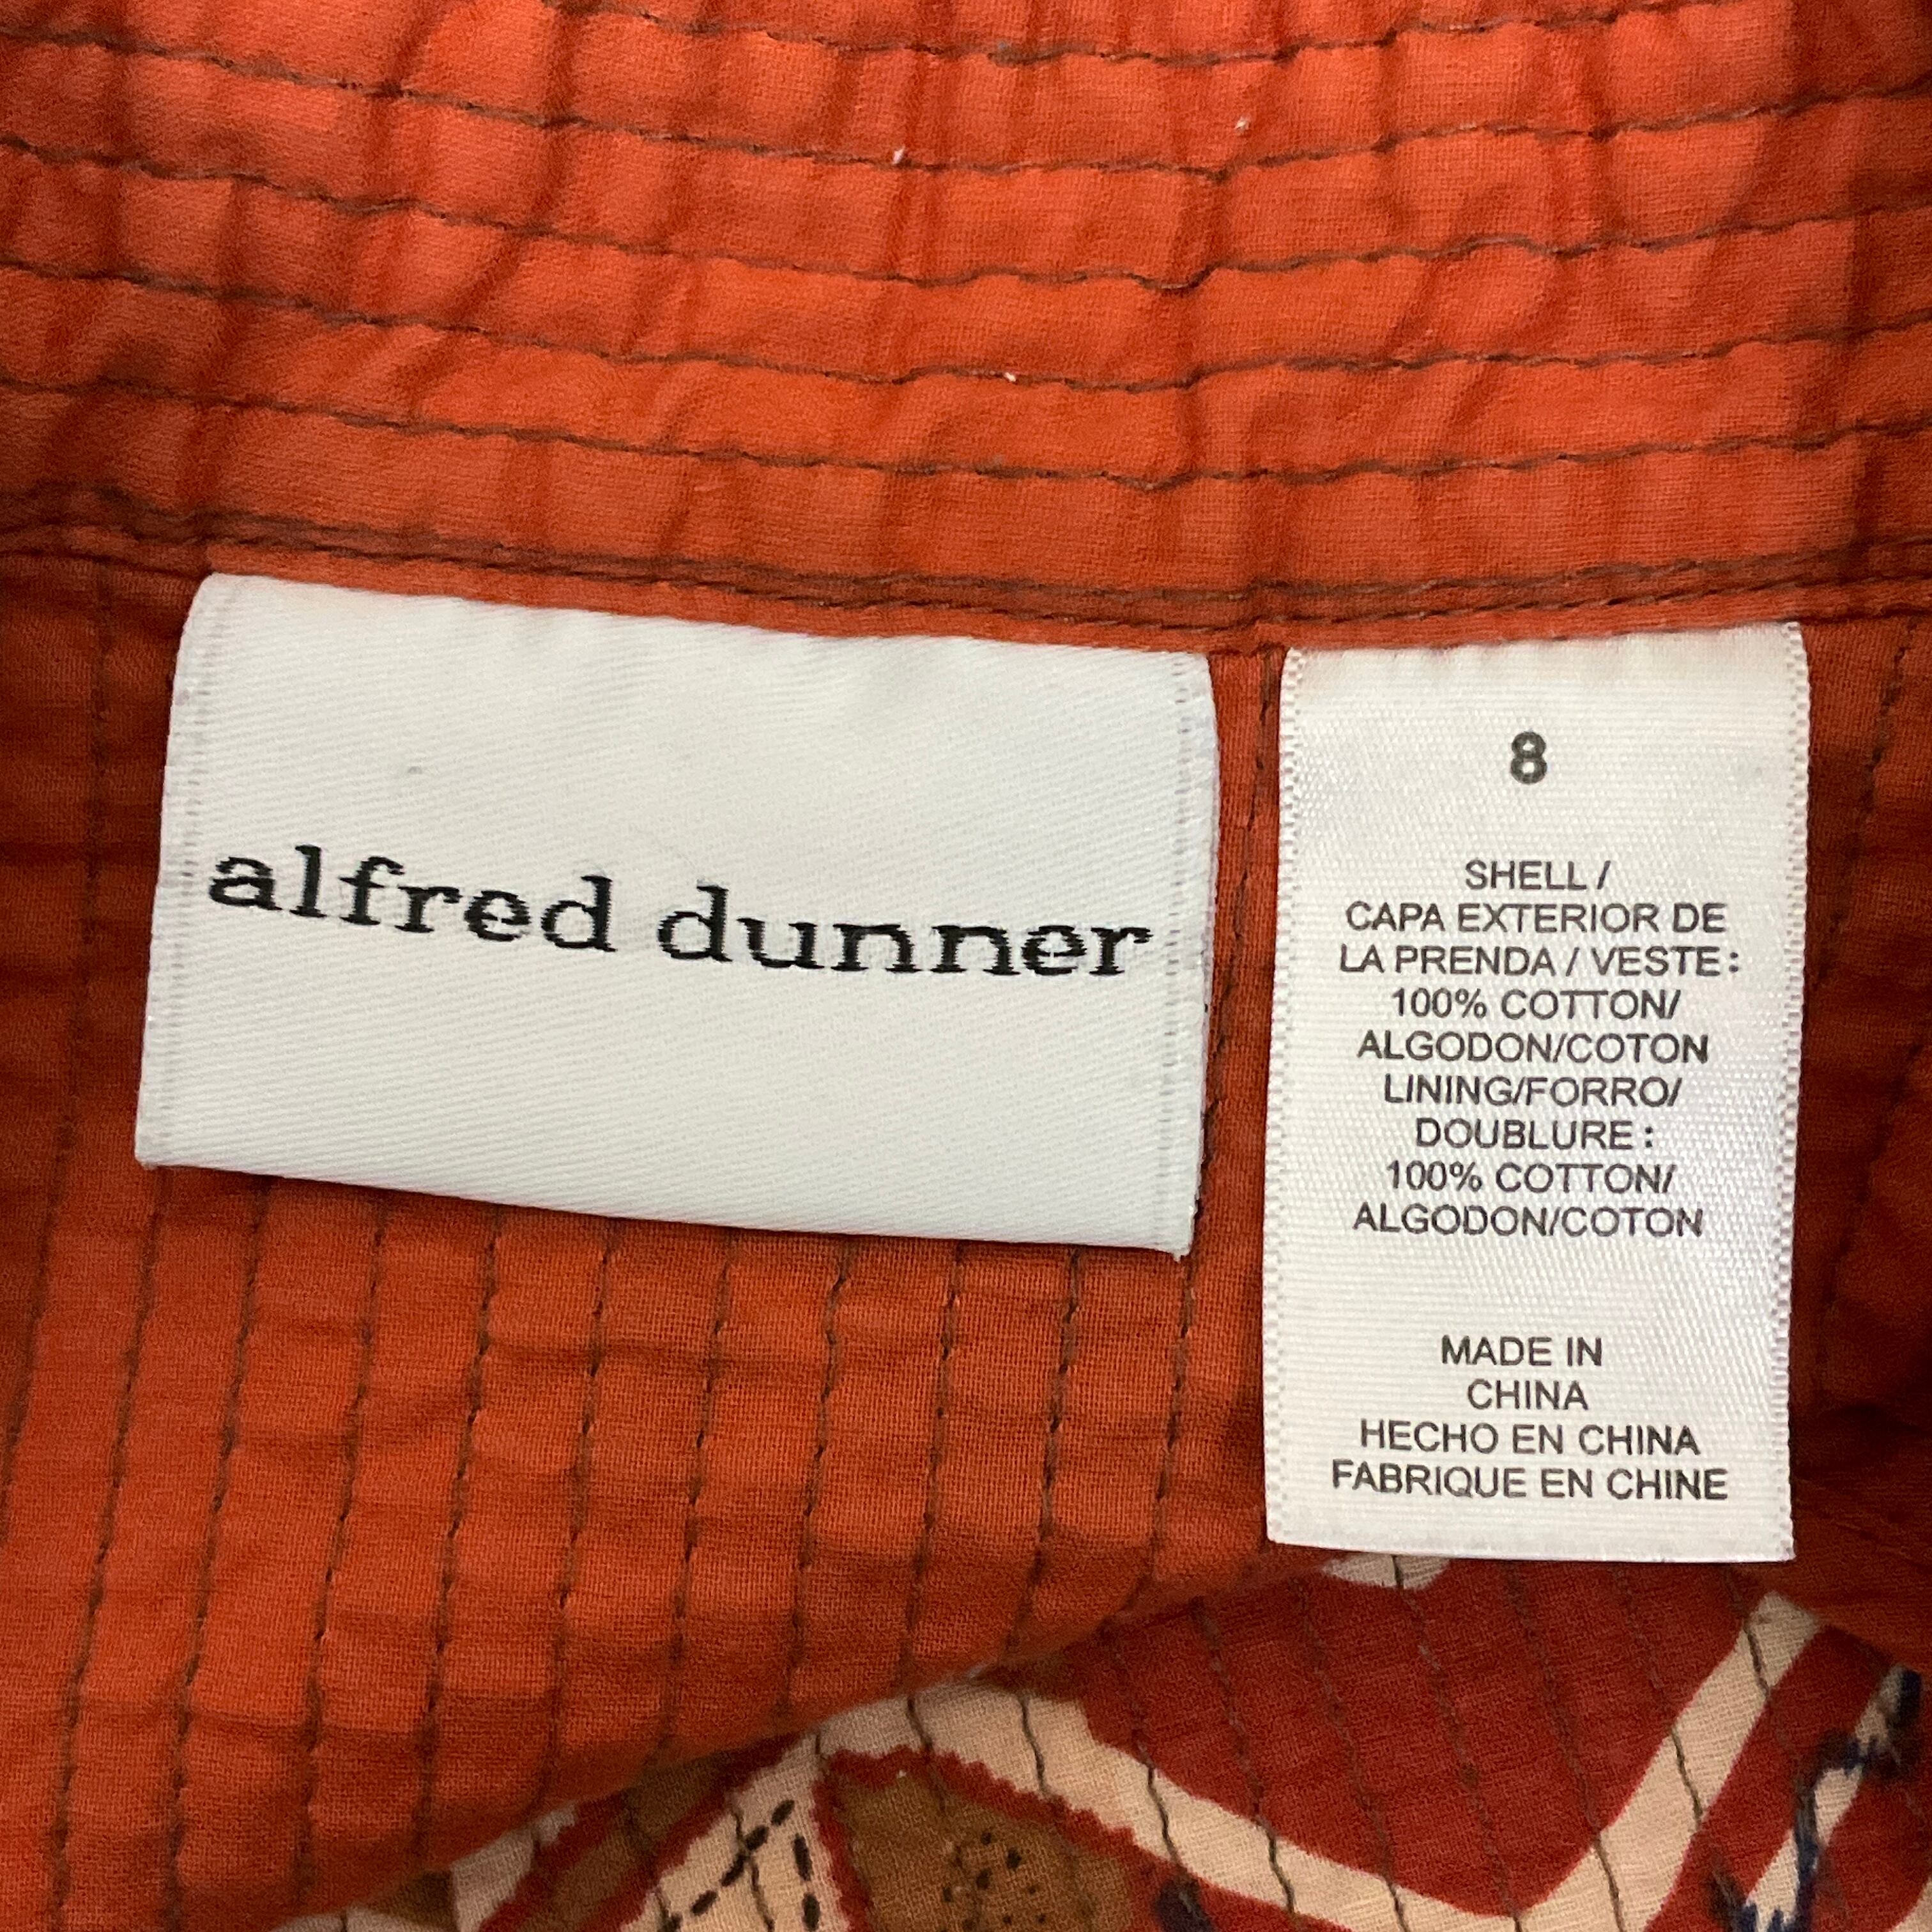 alfred dunner
8
SHELL /
CAPA EXTERIOR DE
LA PRENDA / VESTE :
100% COTTON/
ALGODON/COTON
LINING/FORRO/
DOUBLURE :
100% COTTON/
ALGODON/COTON
MADE IN
CHINA
HECHO EN CHINA
FABRIQUE EN CHINE